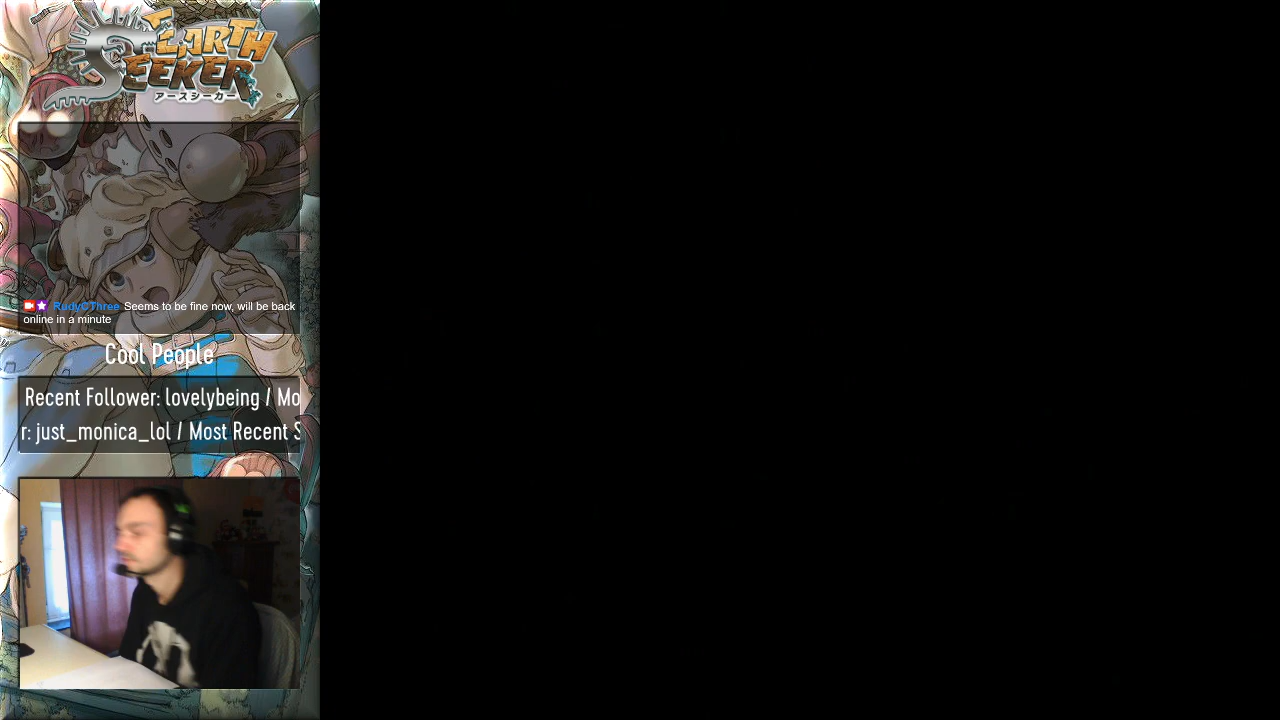 EARTH
SEEKER
アースシーカー
RudyCThree Seems to be fine now, will be back
online in a minute
Cool People
Recent Follower: lovelybeing / Mo
r: just_monica_lol / Most Recent S